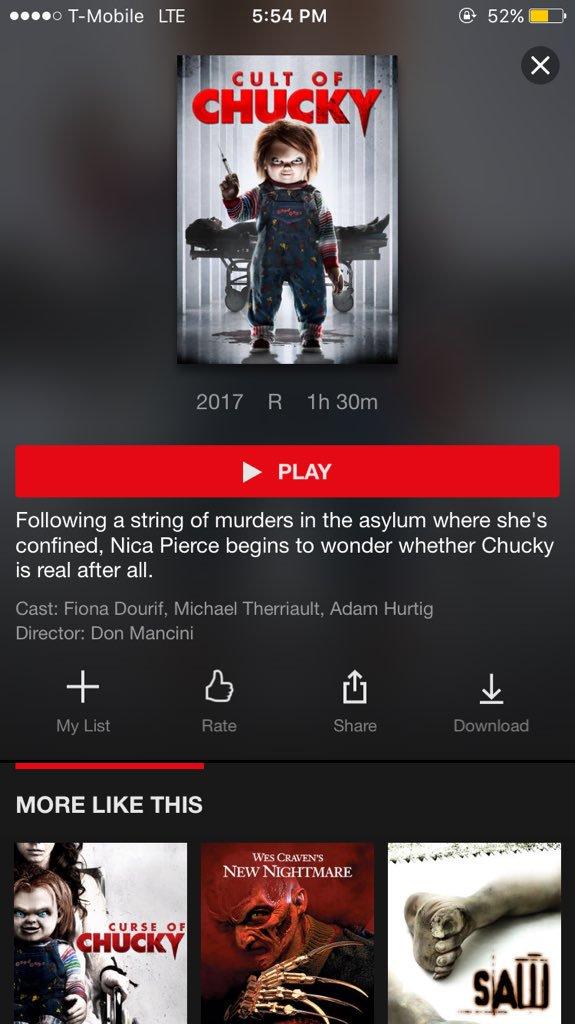 T-Mobile LTE 5:54 PM 52%
CULT OF
CHUCKY
2017 R 1h 30m
PLAY
Following a string of murders in the asylum where she's
confined, Nica Pierce begins to wonder whether Chucky
is real after all.
Cast: Fiona Dourif, Michael Therriault, Adam Hurtig
Director: Don Mancini
My List Rate Share Download
MORE LIKE THIS
CURSE OF
CHUCKY
WES CRAVEN'S
NEW NIGHTMARE
SAW